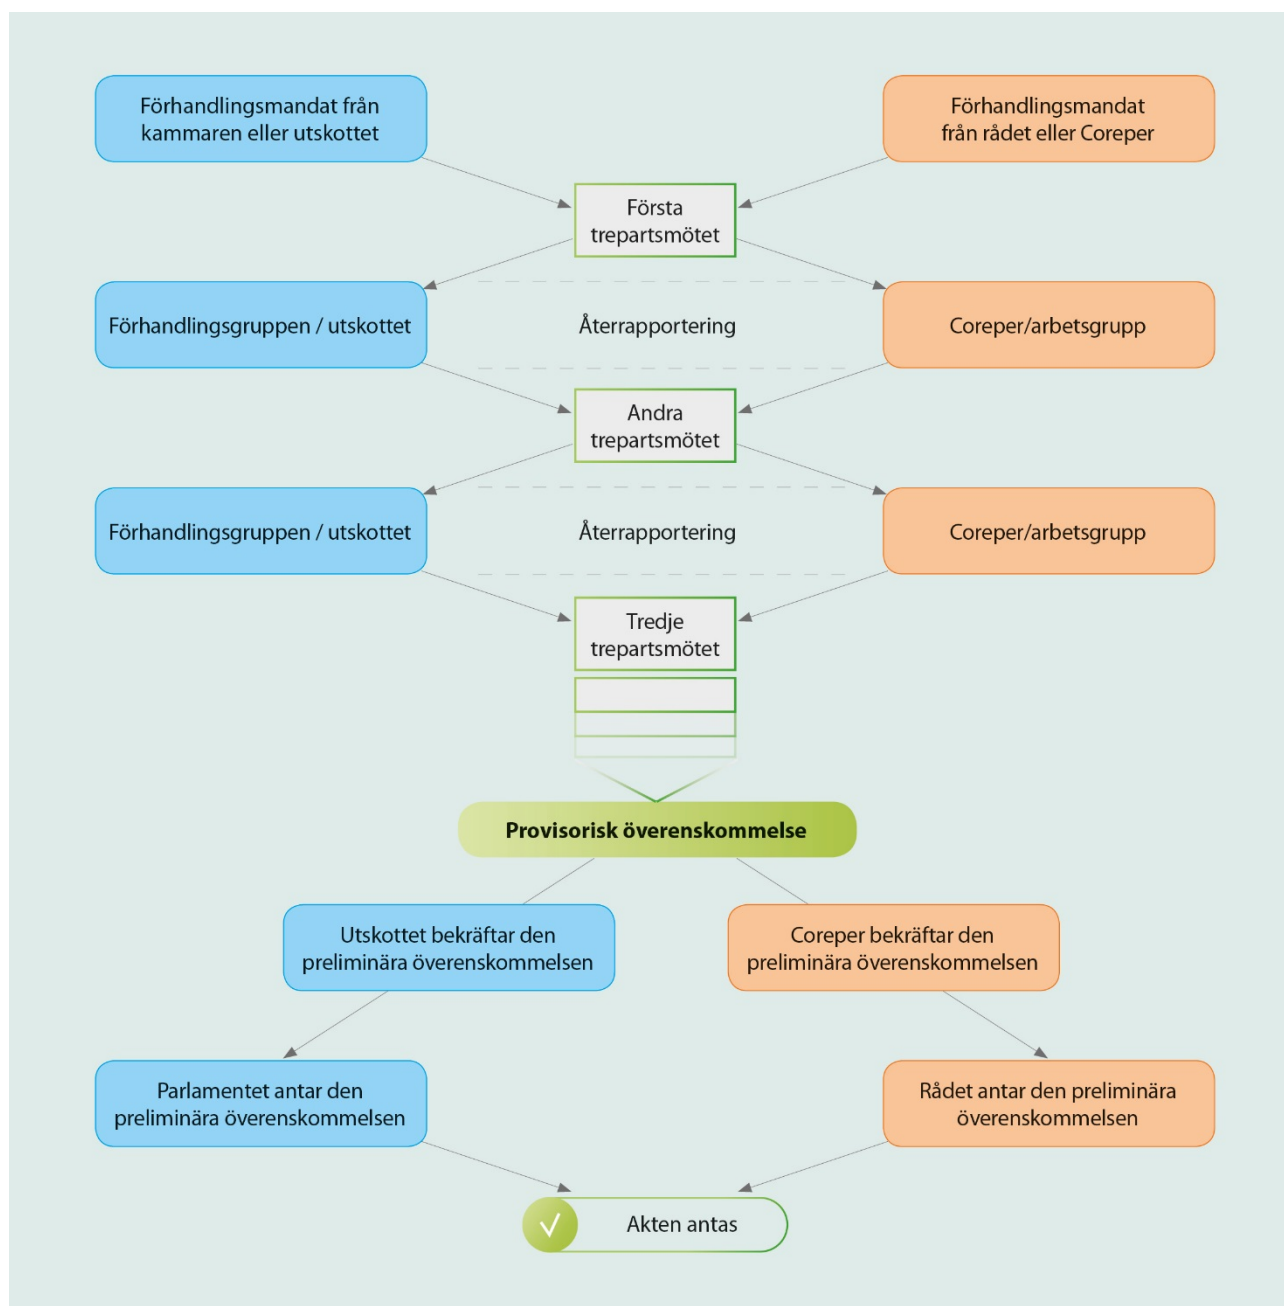 Förhandlingsmandat från
kammaren eller utskottet
Förhandlingsmandat
från rådet eller Coreper
Första
trepartsmötet
Förhandlingsgruppen / utskottet
Återrapportering
Coreper/arbetsgrupp
Andra
trepartsmötet
Förhandlingsgruppen / utskottet
Återrapportering
Coreper/arbetsgrupp
Tredje
trepartsmötet
Provisorisk överenskommelse
Utskottet bekräftar den
preliminära överenskommelsen
Coreper bekräftar den
preliminära överenskommelsen
Parlamentet antar den
preliminära överenskommelsen
Rådet antar den preliminära
överenskommelsen
Akten antas